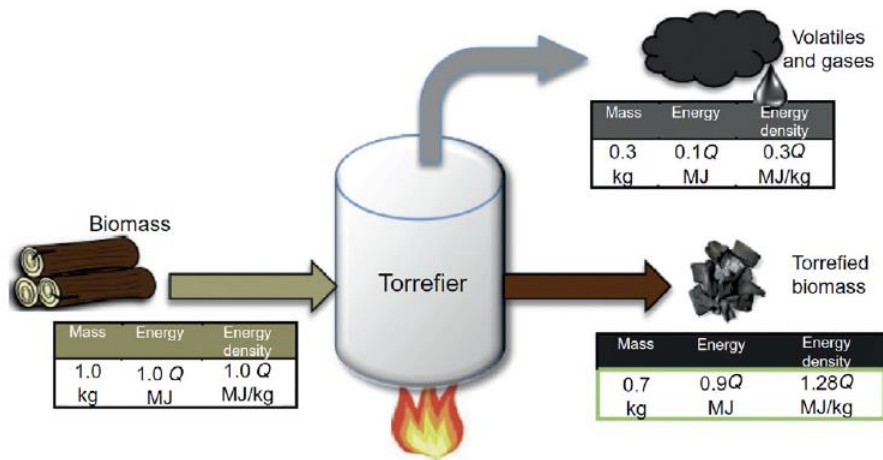 Volatiles
and gases
Mass Energy Energy
density
0.3 0.1Q 0.3Q
kg MJ MJ/kg
Biomass
Torrefier
Torrefied
biomass
Mass Energy Energy
density
1.0 1.0 Q 1.0 Q
kg MJ MJ/kg
Mass Energy Energy
density
0.7 0.9Q 1.28Q
kg MJ MJ/kg